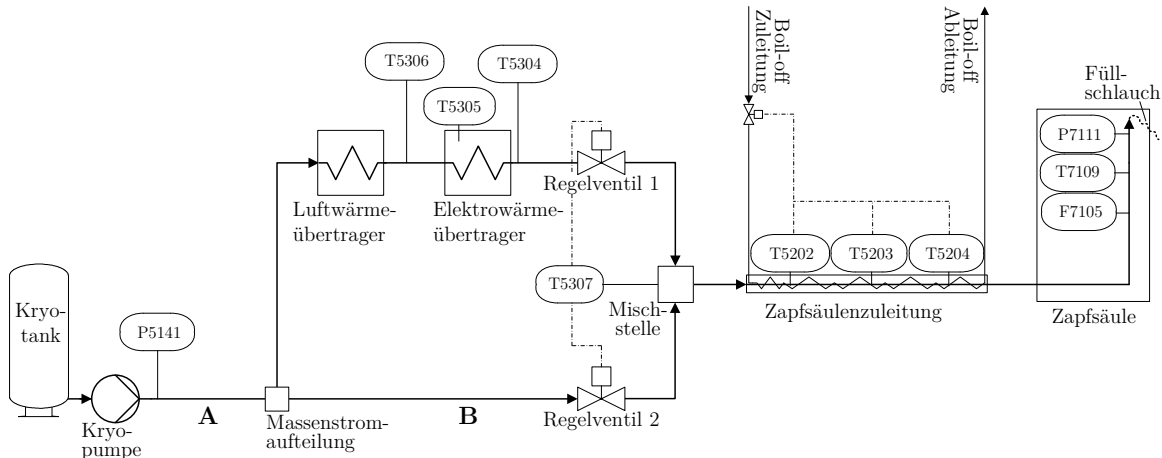 Boil-off
Zuleitung
Boil-off
Ableitung
T5306
T5304
T5305
Füll-
schlauch
P7111
T7109
F7105
Regelventil 1
Luftwärme-
übertrager
Elektrowärme-
übertrager
T5202
T5203
T5204
T5307
Misch-
stelle
Zapfsäulenzuleitung
Zapfsäule
Kryo-
tank
P5141
A
B
Massenstrom-
aufteilung
Regelventil 2
Kryo-
pumpe